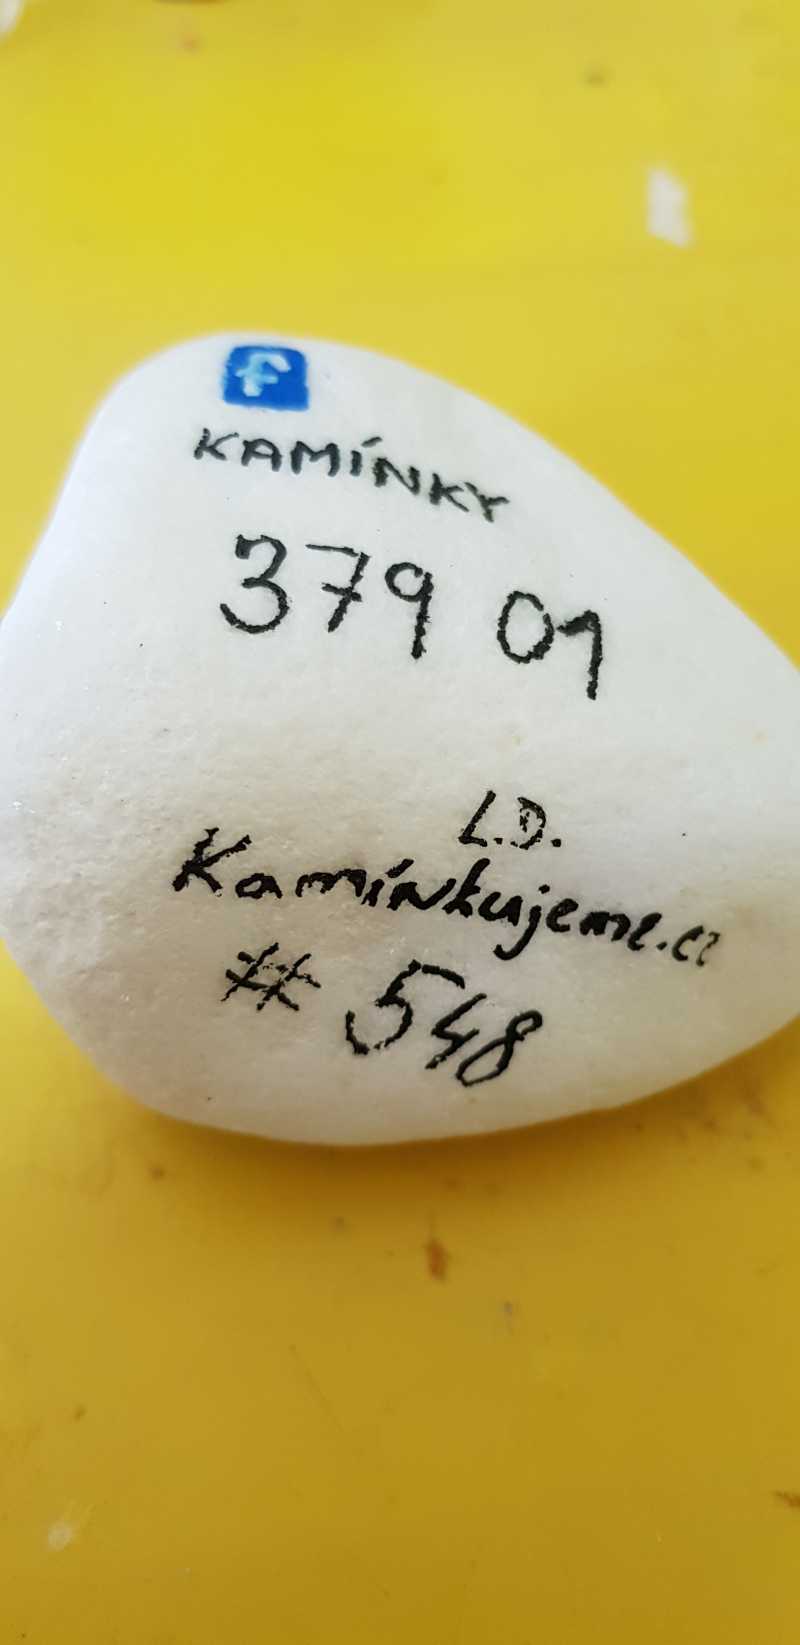 f
KAMÍNKY
379 01
L.D.
Kamínkujeme.cz
# 548